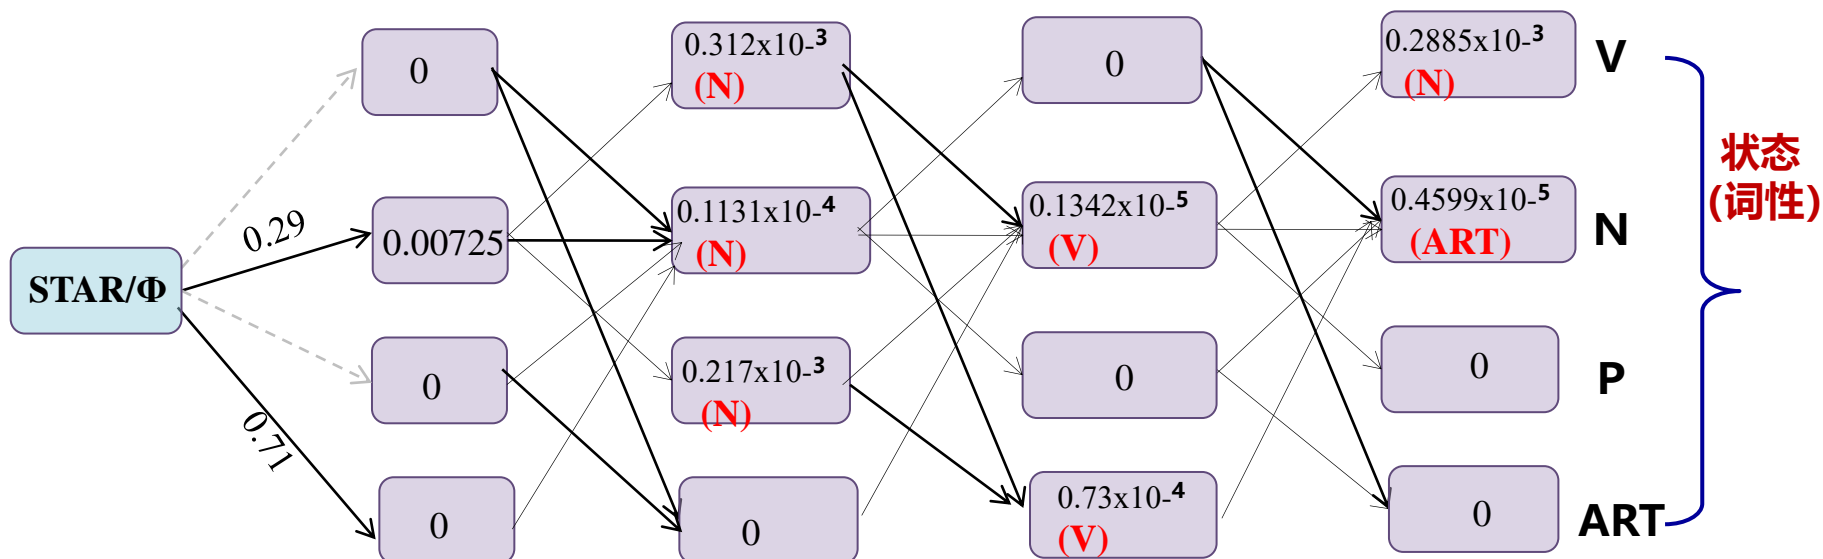 STAR/Φ
0.29
0.71
0
0.00725
0
0
0.312x10-³
(N)
0.1131x10-⁴
(N)
0.217x10-³
(N)
0
0
0.1342x10-⁵
(V)
0
0.73x10-⁴
(V)
0.2885x10-³
(N)
0.4599x10-⁵
(ART)
0
0
V
N
P
ART
状态
(词性)